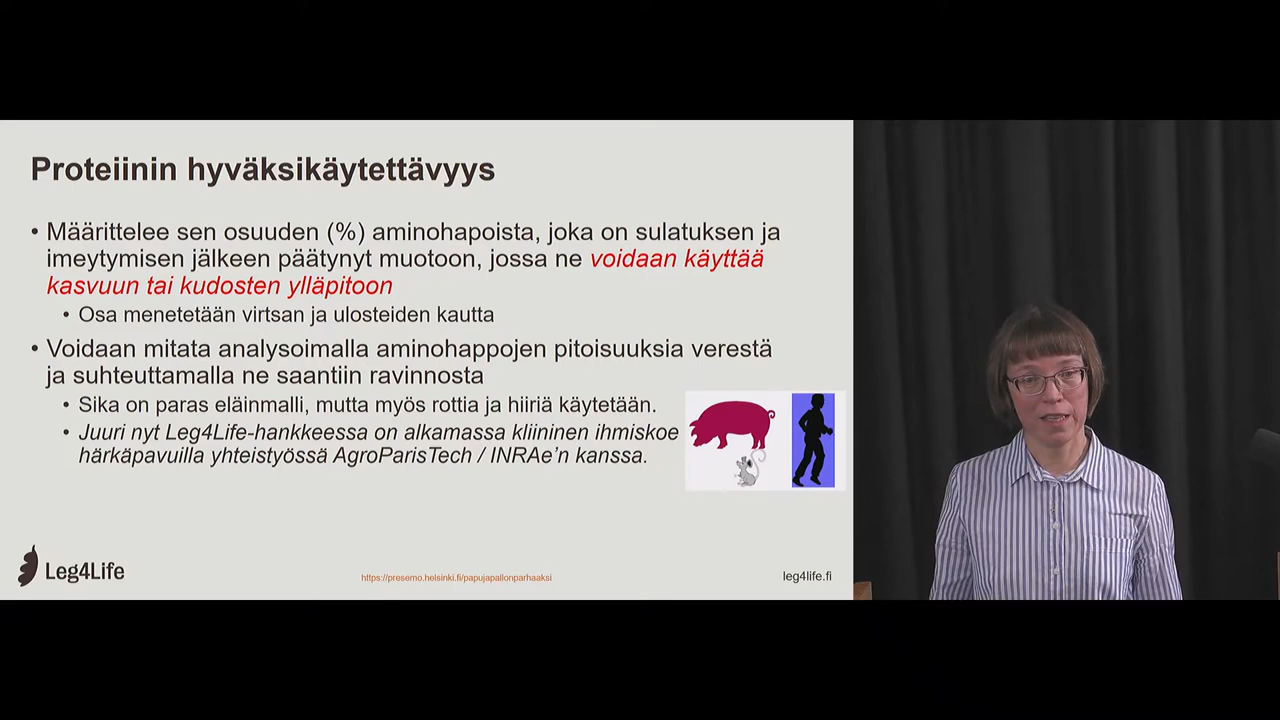 Proteiinin hyväksikäytettävyys
• Määrittelee sen osuuden (%) aminohapoista, joka on sulatuksen ja
imeytymisen jälkeen päätynyt muotoon, jossa ne voidaan käyttää
kasvuun tai kudosten ylläpitoon
• Osa menetetään virtsan ja ulosteiden kautta
• Voidaan mitata analysoimalla aminohappojen pitoisuuksia verestä
ja suhteuttamalla ne saantiin ravinnosta
• Sika on paras eläinmalli, mutta myös rottia ja hiiriä käytetään.
• Juuri nyt Leg4Life-hankkeessa on alkamassa kliininen ihmiskoe
härkäpavuilla yhteistyössä AgroParisTech / INRAe'n kanssa.
Leg4Life
https://presemo.helsinki.fi/papujapallonparhaaksi
leg4life.fi